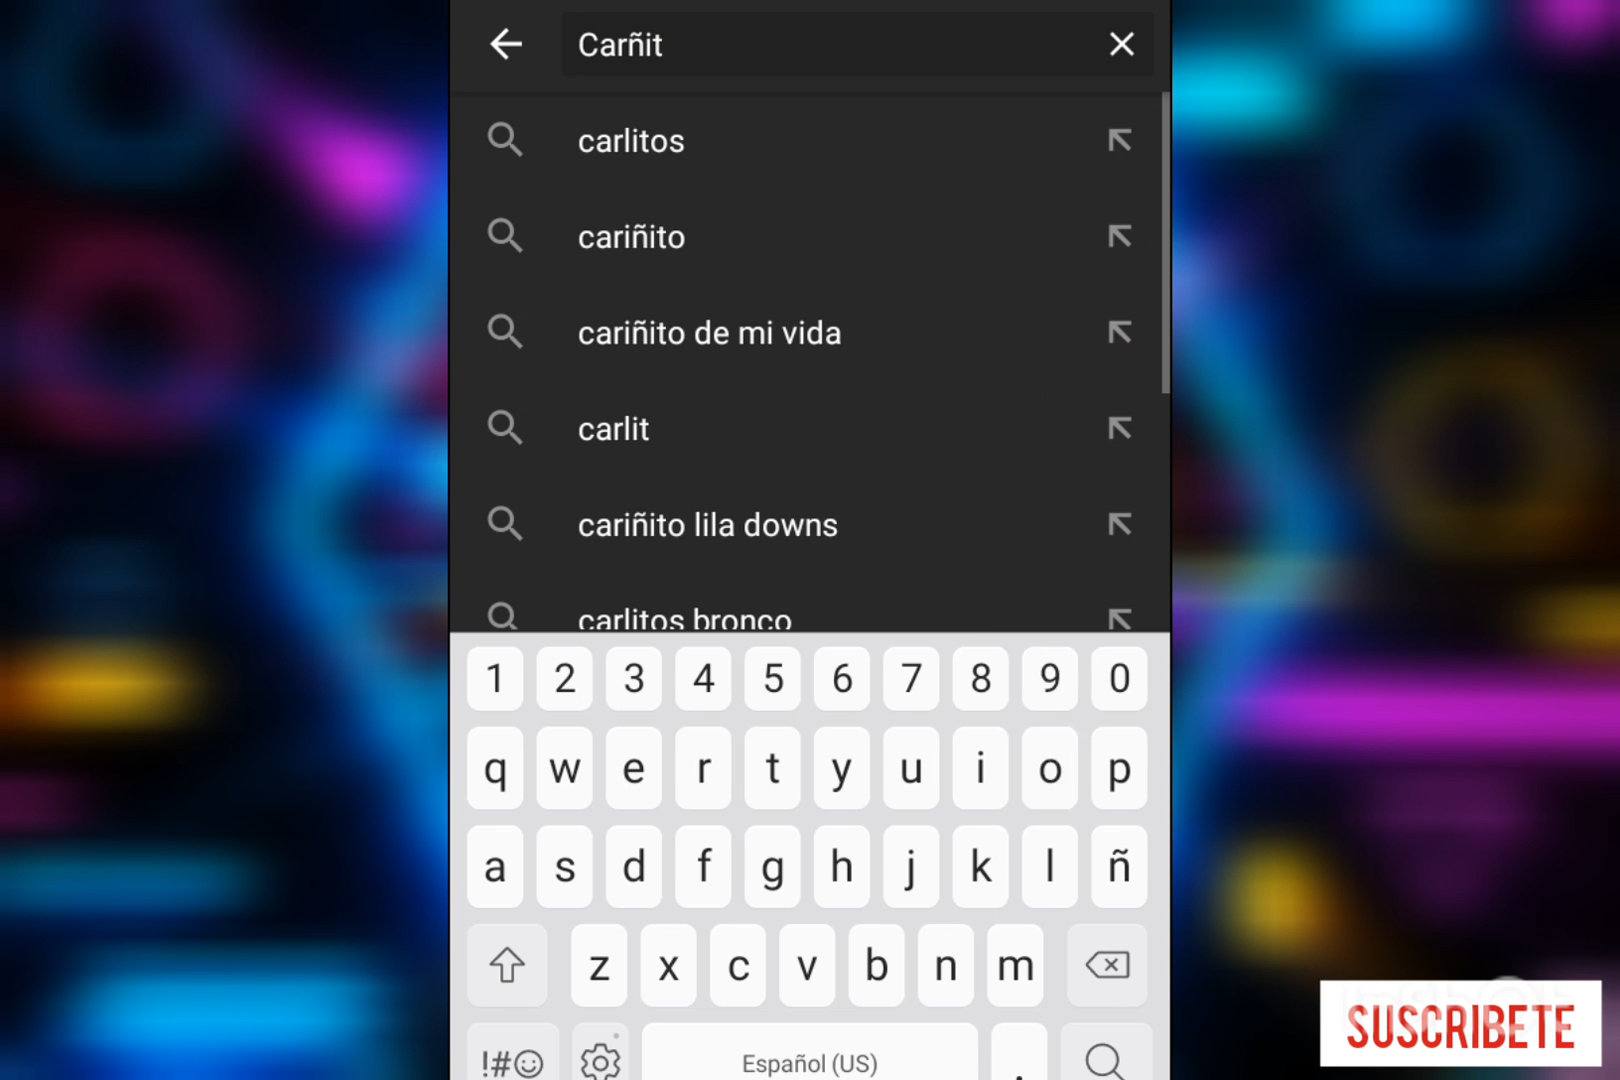 Carñit
carlitos
cariñito
cariñito de mi vida
carlit
cariñito lila downs
carlitos bronco
1 2 3 4 5 6 7 8 9 0
q w e r t y u i o p
a s d f g h j k l ñ
z x c v b n m
!#☺ Español (US) .
SUSCRIBETE